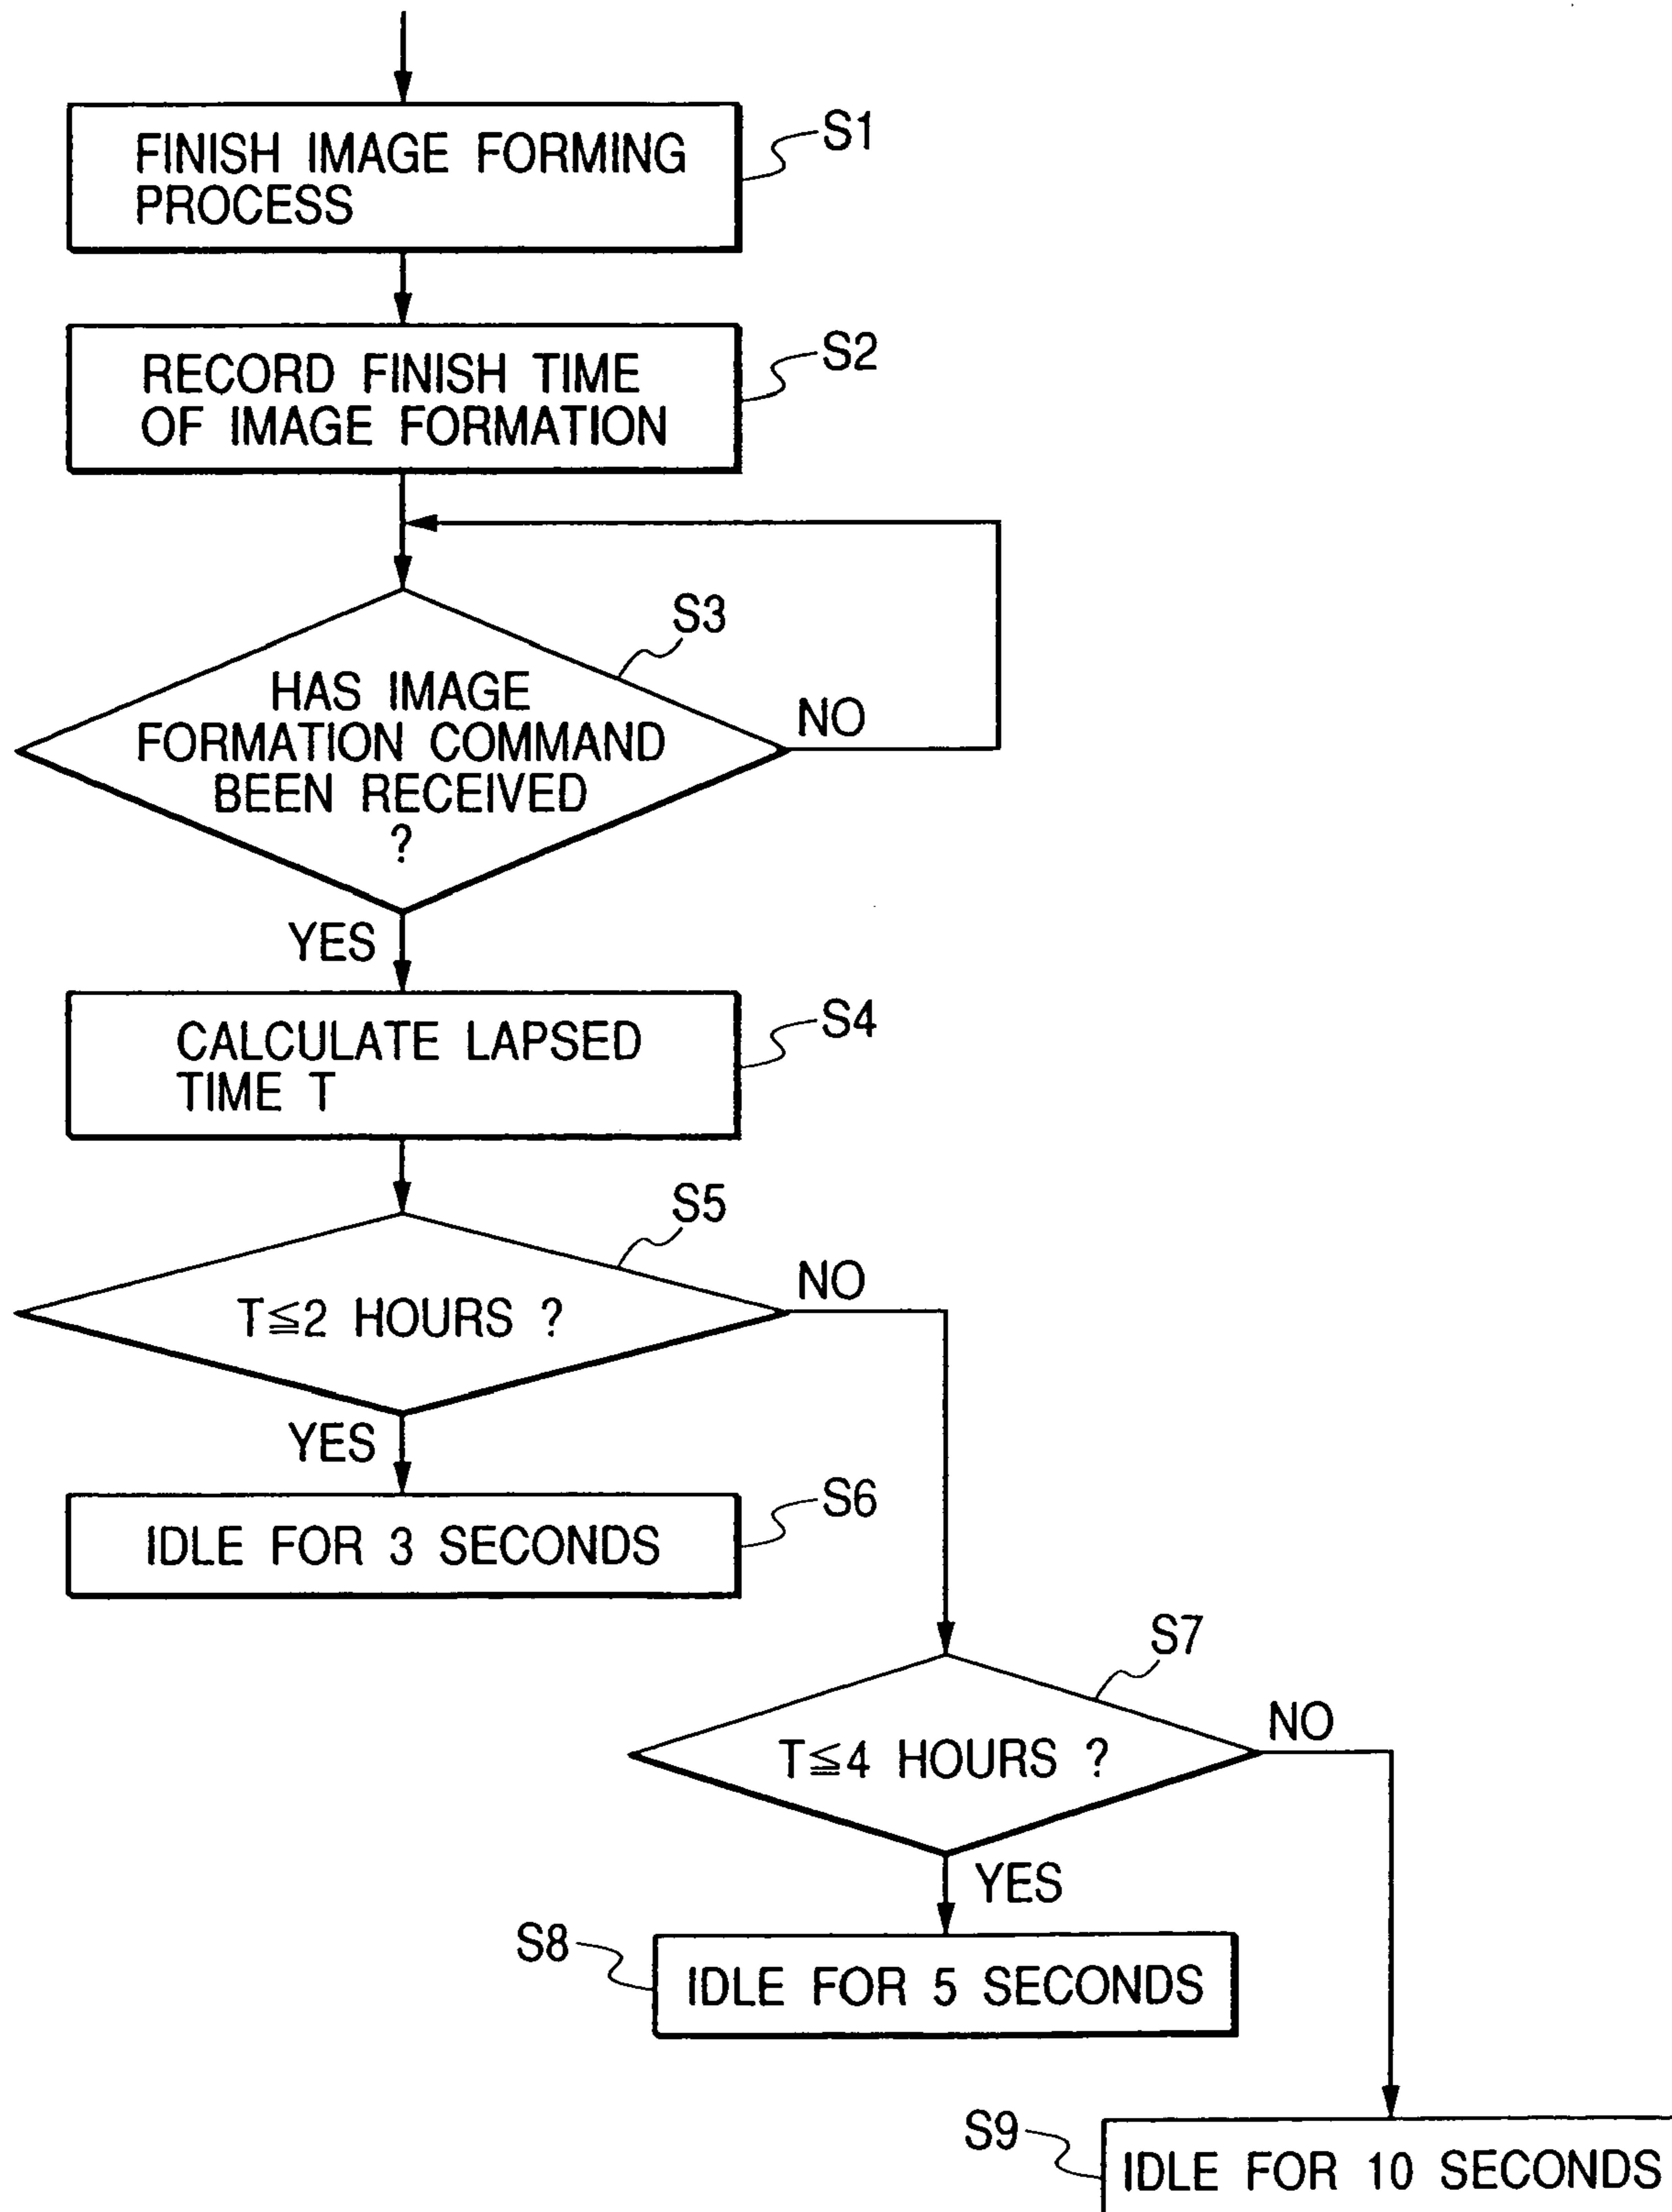 FINISH IMAGE FORMING
PROCESS
S1
RECORD FINISH TIME
OF IMAGE FORMATION
S2
S3
HAS IMAGE
FORMATION COMMAND
BEEN RECEIVED
?
NO
YES
CALCULATE LAPSED
TIME T
S4
S5
T≦2 HOURS ?
NO
YES
IDLE FOR 3 SECONDS
S6
S7
T≦4 HOURS ?
NO
YES
S8
IDLE FOR 5 SECONDS
S9
IDLE FOR 10 SECONDS